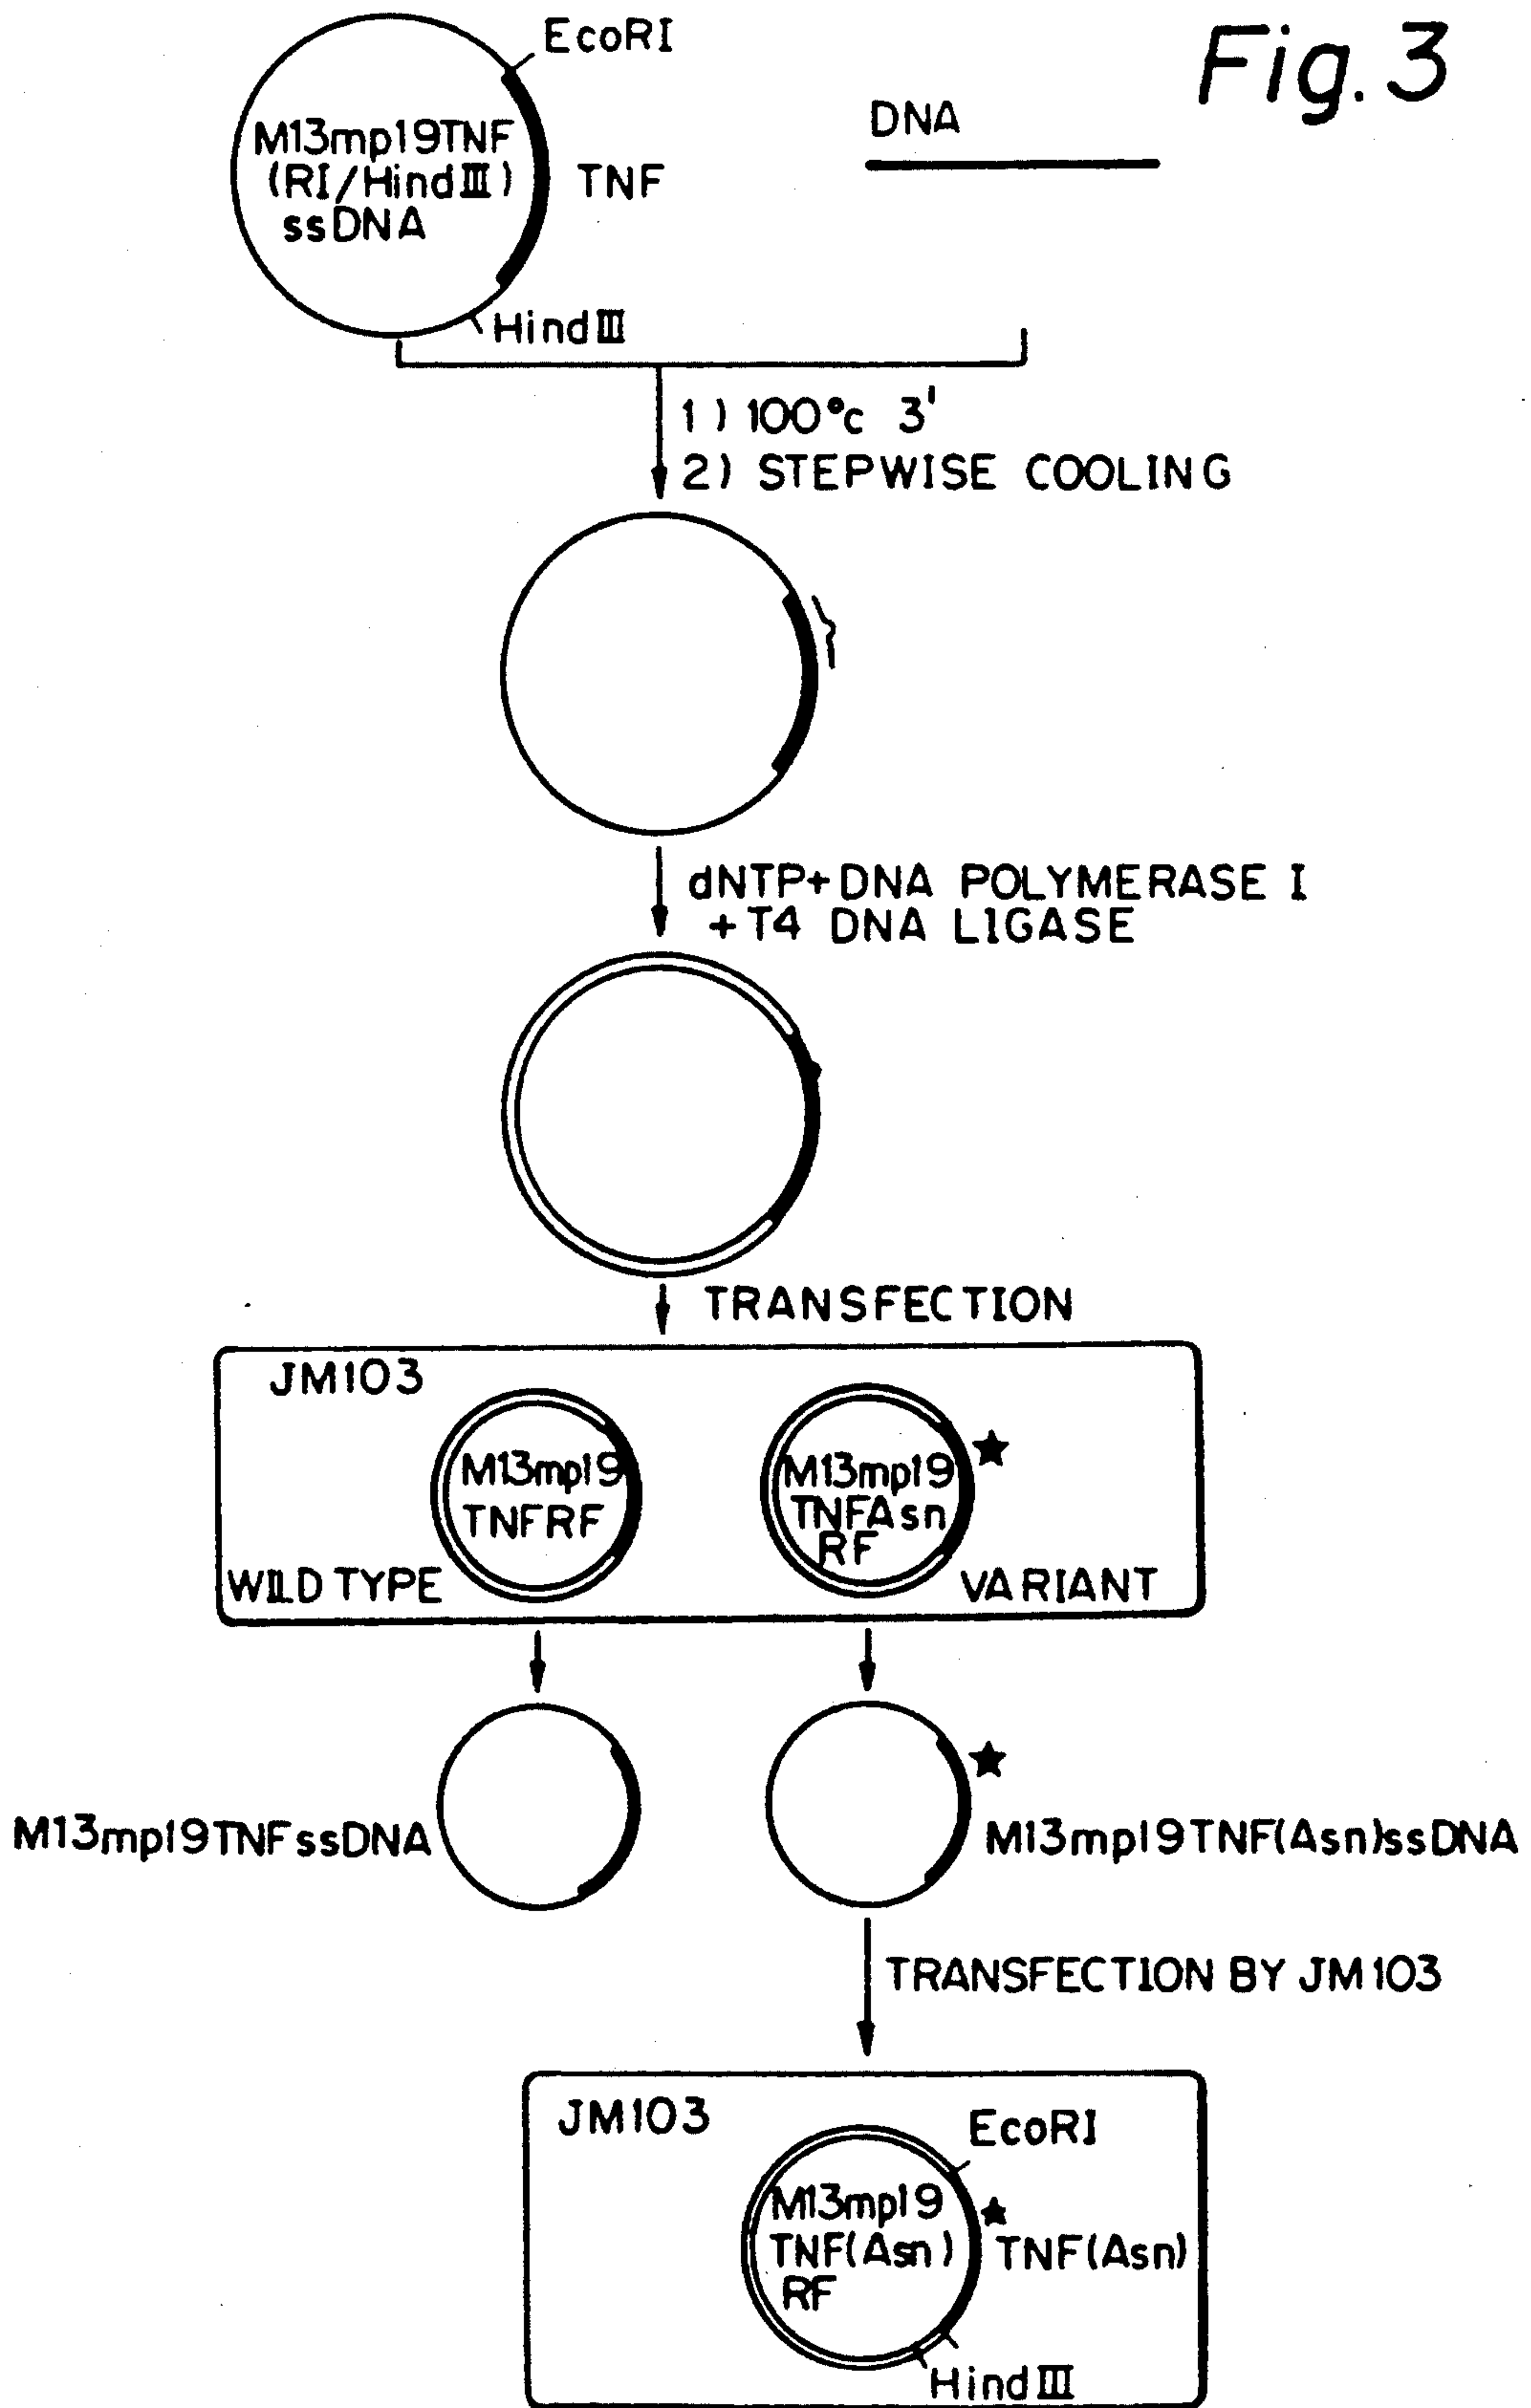 Fig. 3
EcoRI
DNA
M13mp19TNF
(RI/HindIII)
ssDNA
TNF
HindIII
1) 100°c 3'
2) STEPWISE COOLING
dNTP+DNA POLYMERASE I
+T4 DNA LIGASE
TRANSFECTION
JM103
M13mp19
TNFRF
WILD TYPE
M13mp19
TNFAsn
RF
VARIANT
M13mp19TNFssDNA
M13mp19TNF(Asn)ssDNA
TRANSFECTION BY JM103
JM103
EcoRI
M13mp19
TNF(Asn)
RF
TNF(Asn)
HindIII